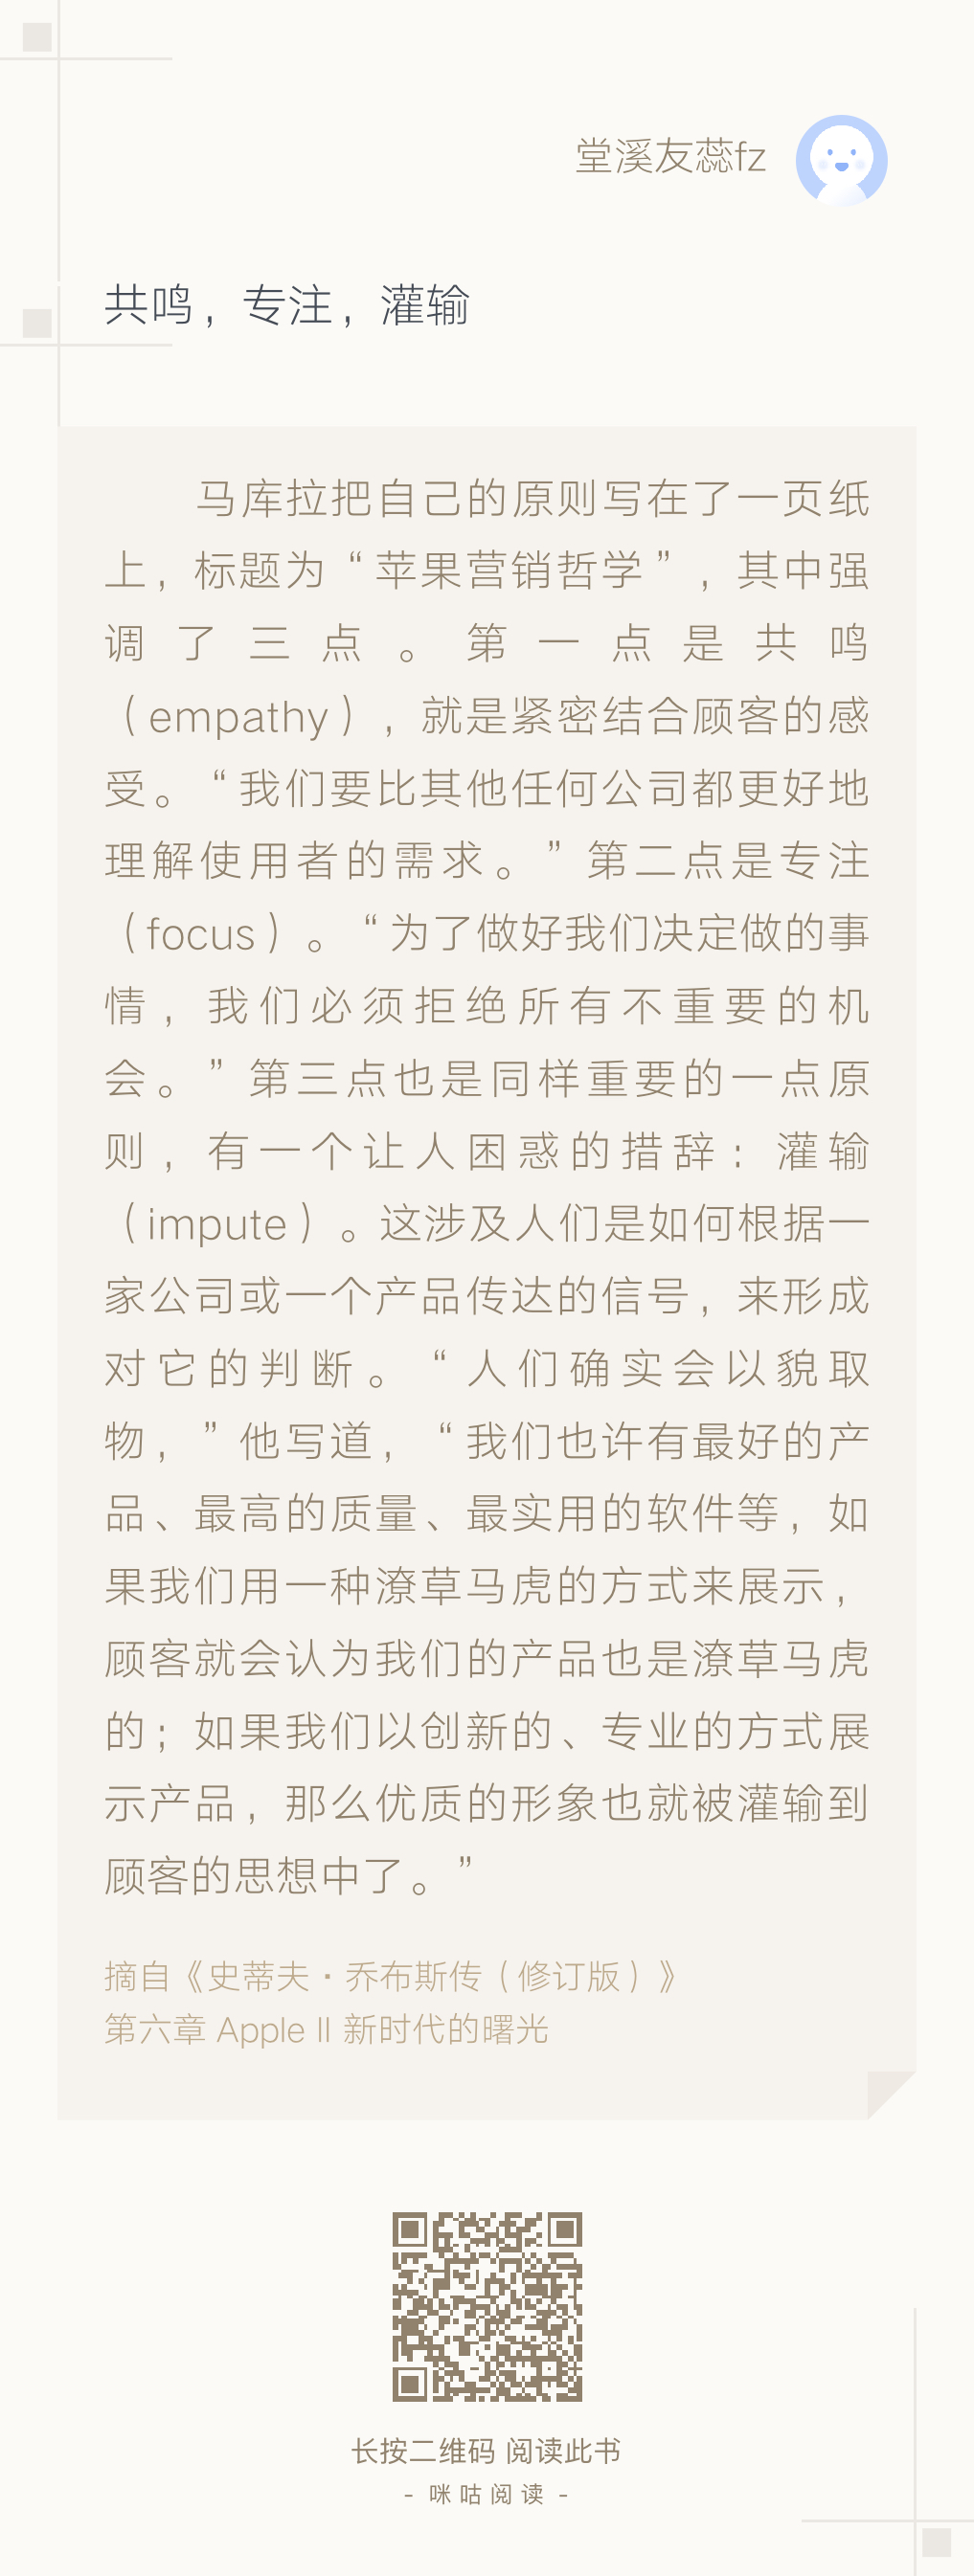 堂溪友蕊fz
共鸣，专注，灌输
马库拉把自己的原则写在了一页纸
上，标题为“苹果营销哲学”，其中强
调了三点。第一点是共鸣
（empathy），就是紧密结合顾客的感
受。“我们要比其他任何公司都更好地
理解使用者的需求。”第二点是专注
（focus）。“为了做好我们决定做的事
情，我们必须拒绝所有不重要的机
会。”第三点也是同样重要的一点原
则，有一个让人困惑的措辞：灌输
（impute）。这涉及人们是如何根据一
家公司或一个产品传达的信号，来形成
对它的判断。“人们确实会以貌取
物，”他写道，“我们也许有最好的产
品、最高的质量、最实用的软件等，如
果我们用一种潦草马虎的方式来展示，
顾客就会认为我们的产品也是潦草马虎
的；如果我们以创新的、专业的方式展
示产品，那么优质的形象也就被灌输到
顾客的思想中了。”
摘自《史蒂夫·乔布斯传（修订版）》
第六章 Apple II 新时代的曙光
长按二维码 阅读此书
- 咪咕阅读 -